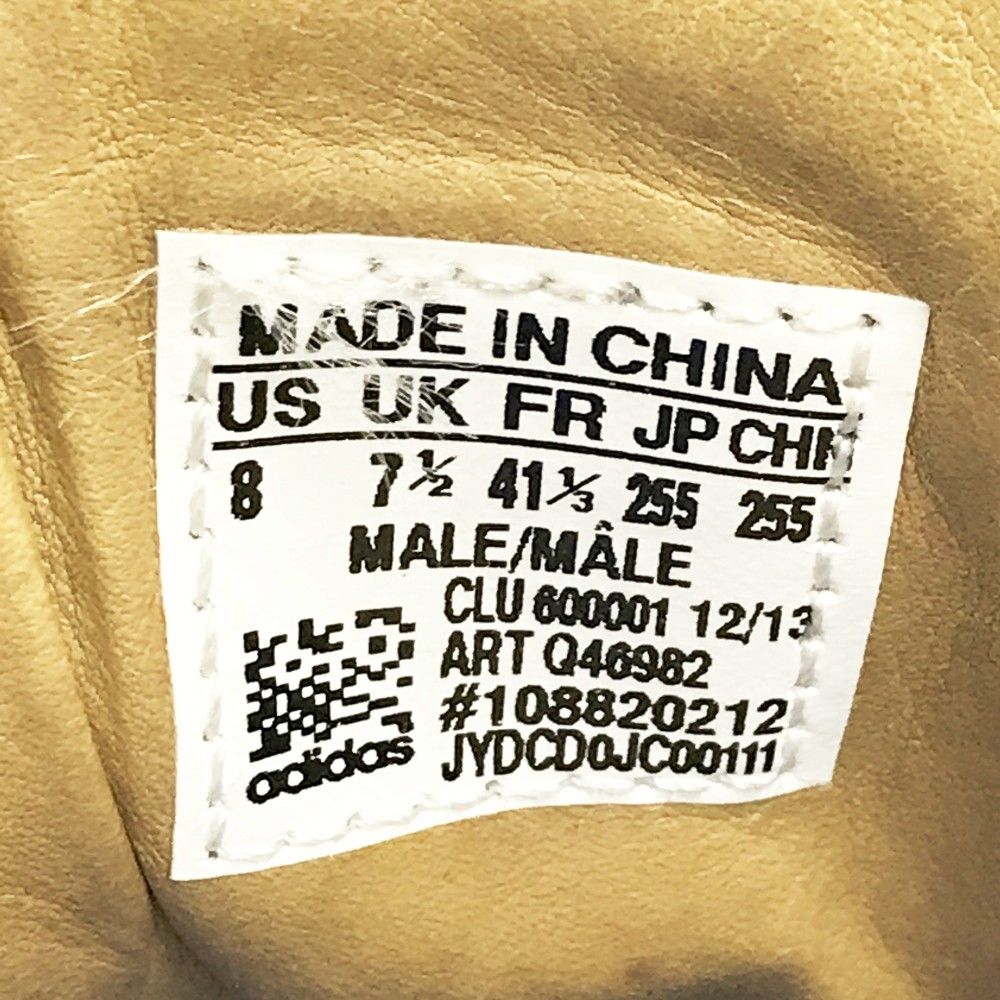 MADE IN CHINA
US UK FR JP CHN
8 7½ 41⅓ 255 255
MALE/MÂLE
CLU 600001 12/13
ART Q46982
#108820212
JYDCD0JC00111
adidas